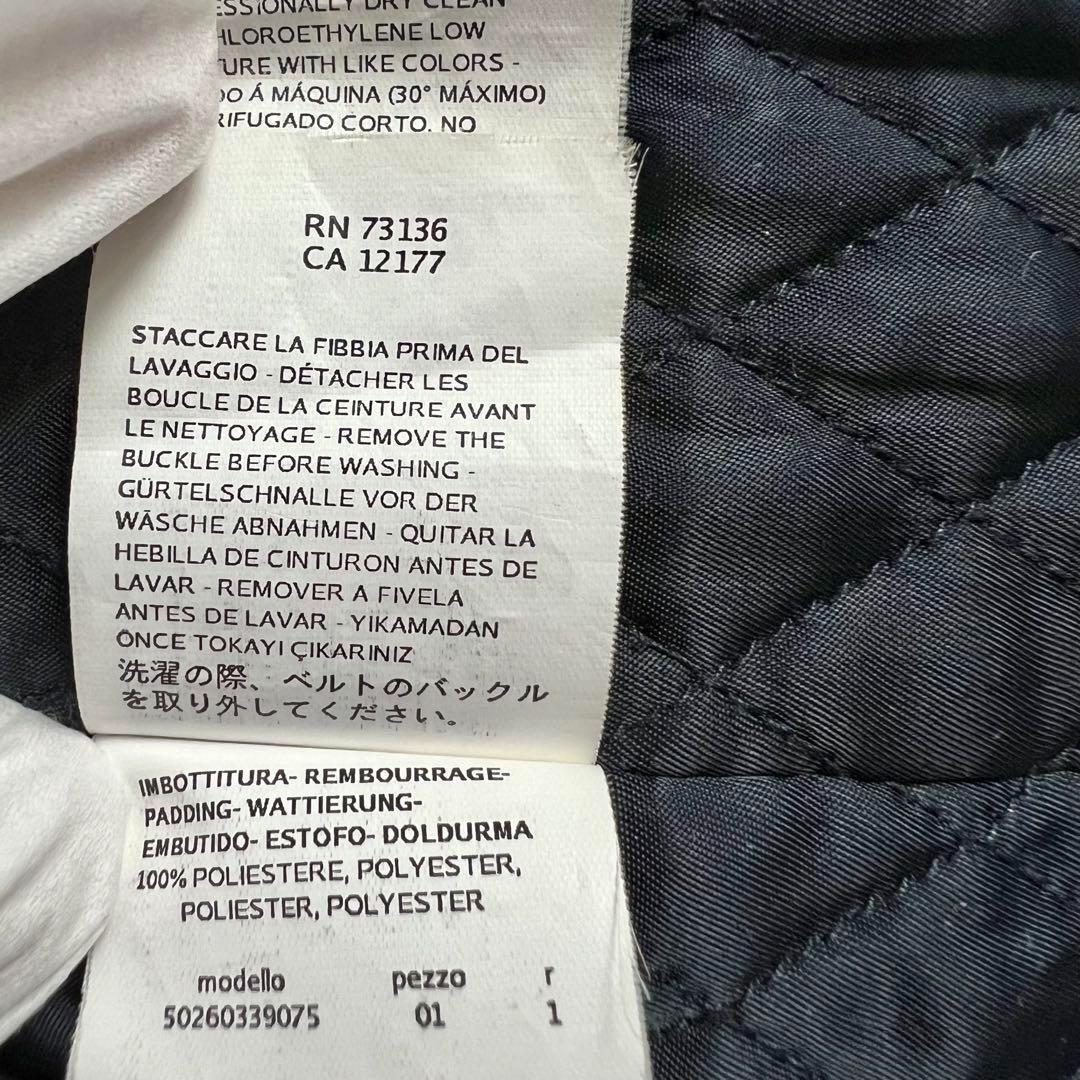 ESSIONALLY DRY CLEAN
HLOROETHYLENE LOW
TURE WITH LIKE COLORS -
DO Á MÁQUINA (30° MÁXIMO)
RIFUGADO CORTO. NO
RN 73136
CA 12177
STACCARE LA FIBBIA PRIMA DEL
LAVAGGIO - DÉTACHER LES
BOUCLE DE LA CEINTURE AVANT
LE NETTOYAGE - REMOVE THE
BUCKLE BEFORE WASHING -
GÜRTELSCHNALLE VOR DER
WÄSCHE ABNAHMEN - QUITAR LA
HEBILLA DE CINTURON ANTES DE
LAVAR - REMOVER A FIVELA
ANTES DE LAVAR - YIKAMADAN
ÖNCE TOKAYI ÇIKARINIZ
洗濯の際、ベルトのバックル
を取り外してください。
IMBOTTITURA- REMBOURRAGE-
PADDING- WATTIERUNG-
EMBUTIDO- ESTOFO- DOLDURMA
100% POLIESTERE, POLYESTER,
POLIESTER, POLYESTER
modello pezzo r
50260339075 01 1